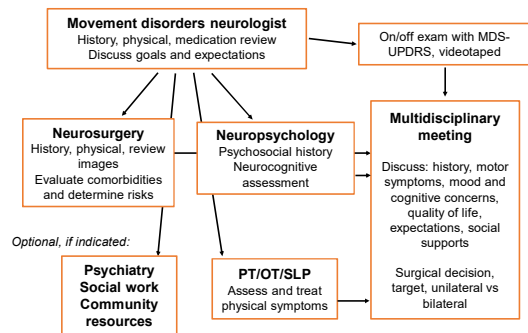 Movement disorders neurologist
History, physical, medication review
Discuss goals and expectations
On/off exam with MDS-
UPDRS, videotaped
Neurosurgery
History, physical, review
images
Evaluate comorbidities
and determine risks
Neuropsychology
Psychosocial history
Neurocognitive
assessment
Multidisciplinary
meeting
Discuss: history, motor
symptoms, mood and
cognitive concerns,
quality of life,
expectations, social
supports
Surgical decision,
target, unilateral vs
bilateral
Optional, if indicated:
Psychiatry
Social work
Community
resources
PT/OT/SLP
Assess and treat
physical symptoms